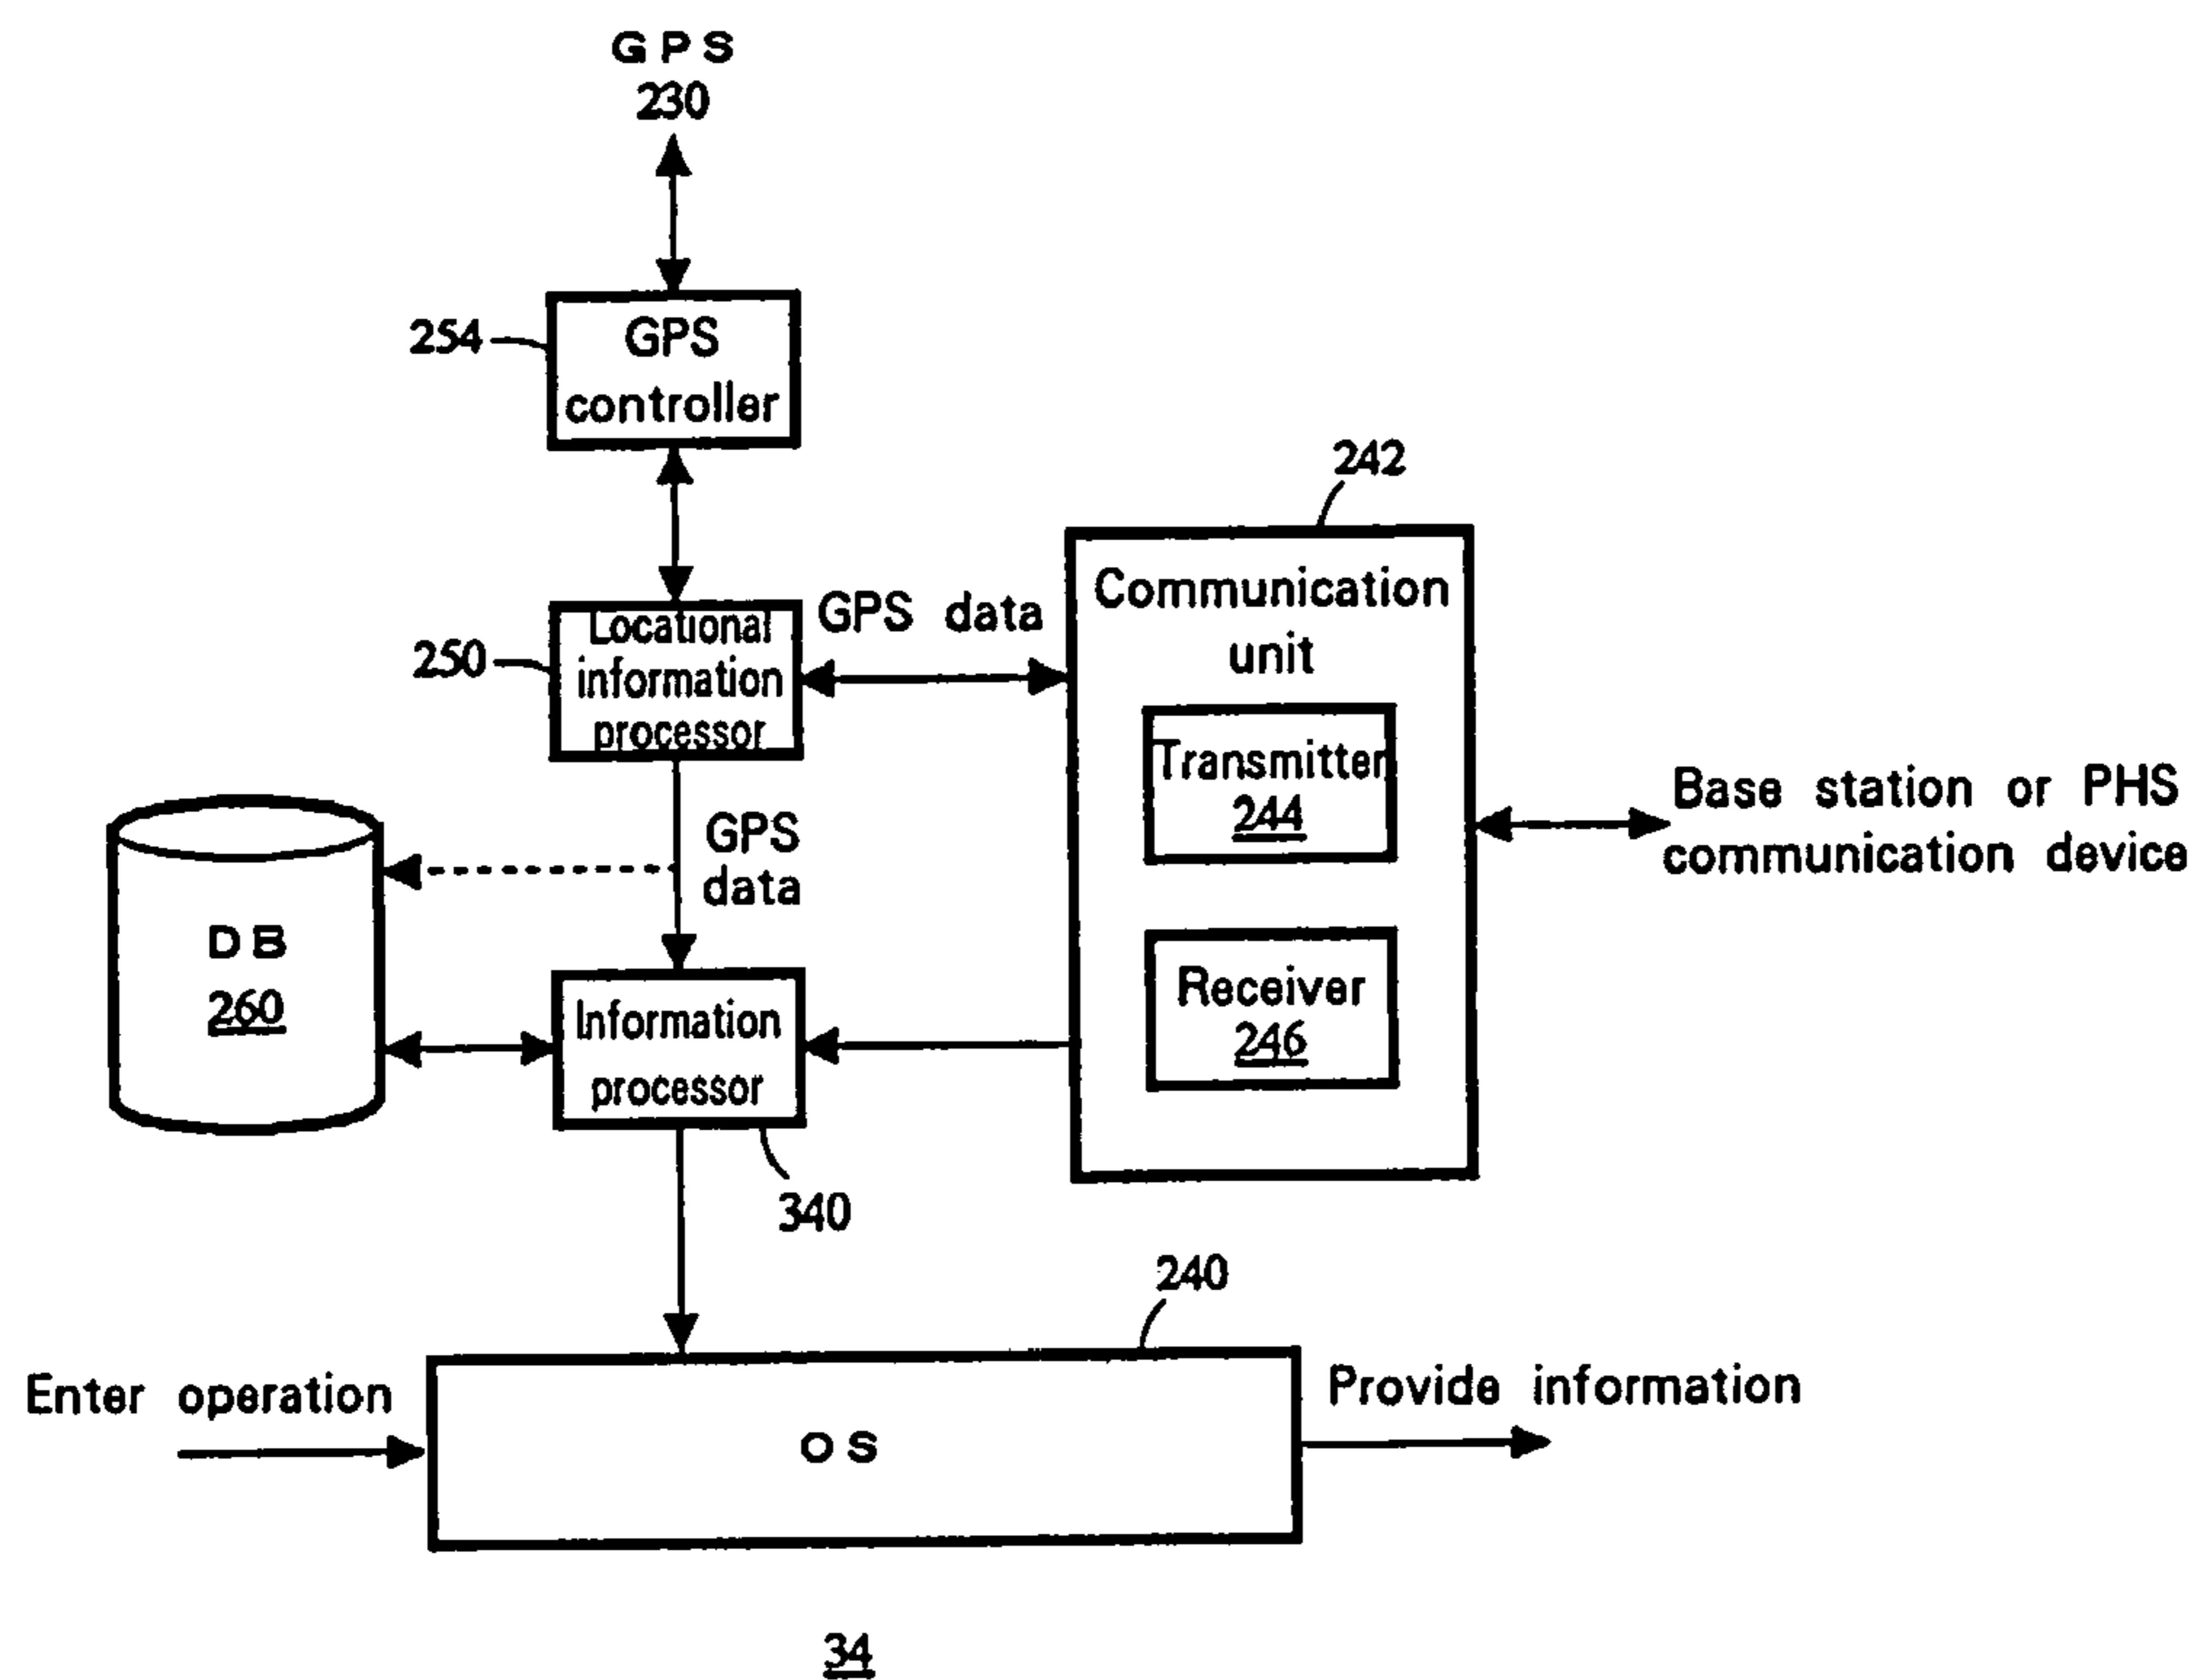 GPS
230
254
GPS
controller
242
250
Locational
information
processor
GPS data
Communication
unit
Transmitter
244
Base station or PHS
communication device
GPS
data
DB
260
Information
processor
Receiver
246
340
240
Enter operation
OS
Provide information
34